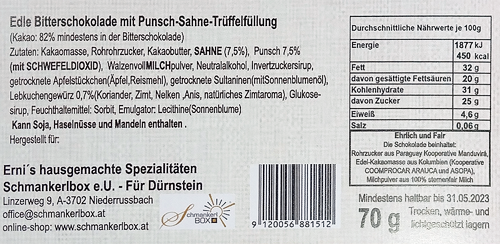 Edle Bitterschokolade mit Punsch-Sahne-Trüffelfüllung
(Kakao: 82% mindestens in der Bitterschokolade)
Zutaten: Kakaomasse, Rohrohrzucker, Kakaobutter, SAHNE (7,5%), Punsch 7,5%
(mit SCHWEFELDIOXID), WalzenvollMILCHpulver, Neutralalkohol, Invertzuckersirup,
getrocknete Apfelstückchen(Äpfel,Reismehl), getrocknete Sultaninen(mitSonnenblumenöl),
Lebkuchengewürz 0,7%(Koriander, Zimt, Nelken ,Anis, natürliches Zimtaroma), Glukose-
sirup, Feuchthaltemittel: Sorbit, Emulgator: Lecithine(Sonnenblume)
Kann Soja, Haselnüsse und Mandeln enthalten .
Hergestellt für:
Erni´s hausgemachte Spezialitäten
Schmankerlbox e.U. - Für Dürnstein
Linzerweg 9, A-3702 Niederrussbach
office@schmankerlbox.at
online-shop: www.schmankerlbox.at
Schmankerl
BOX
9 120056 881512
Durchschnittliche Nährwerte je 100g
Energie 1877 kJ
450 kcal
Fett 32 g
davon gesättigte Fettsäuren 20 g
Kohlenhydrate 31 g
davon Zucker 25 g
Eiweiß 4,6 g
Salz 0,06 g
Ehrlich und Fair
Die Schokolade beinhaltet:
Rohrzucker aus Paraguay (Kooperative Manduvirá,
Edel-Kakaomasse aus Kolumbien (Kooperative
COOMPROCAR ARAUCA und ASOPA),
Milchpulver aus 100% steirischer Milch
Mindestens haltbar bis 31.05.2023
70 g Trocken, wärme- und
lichtgeschützt lagern